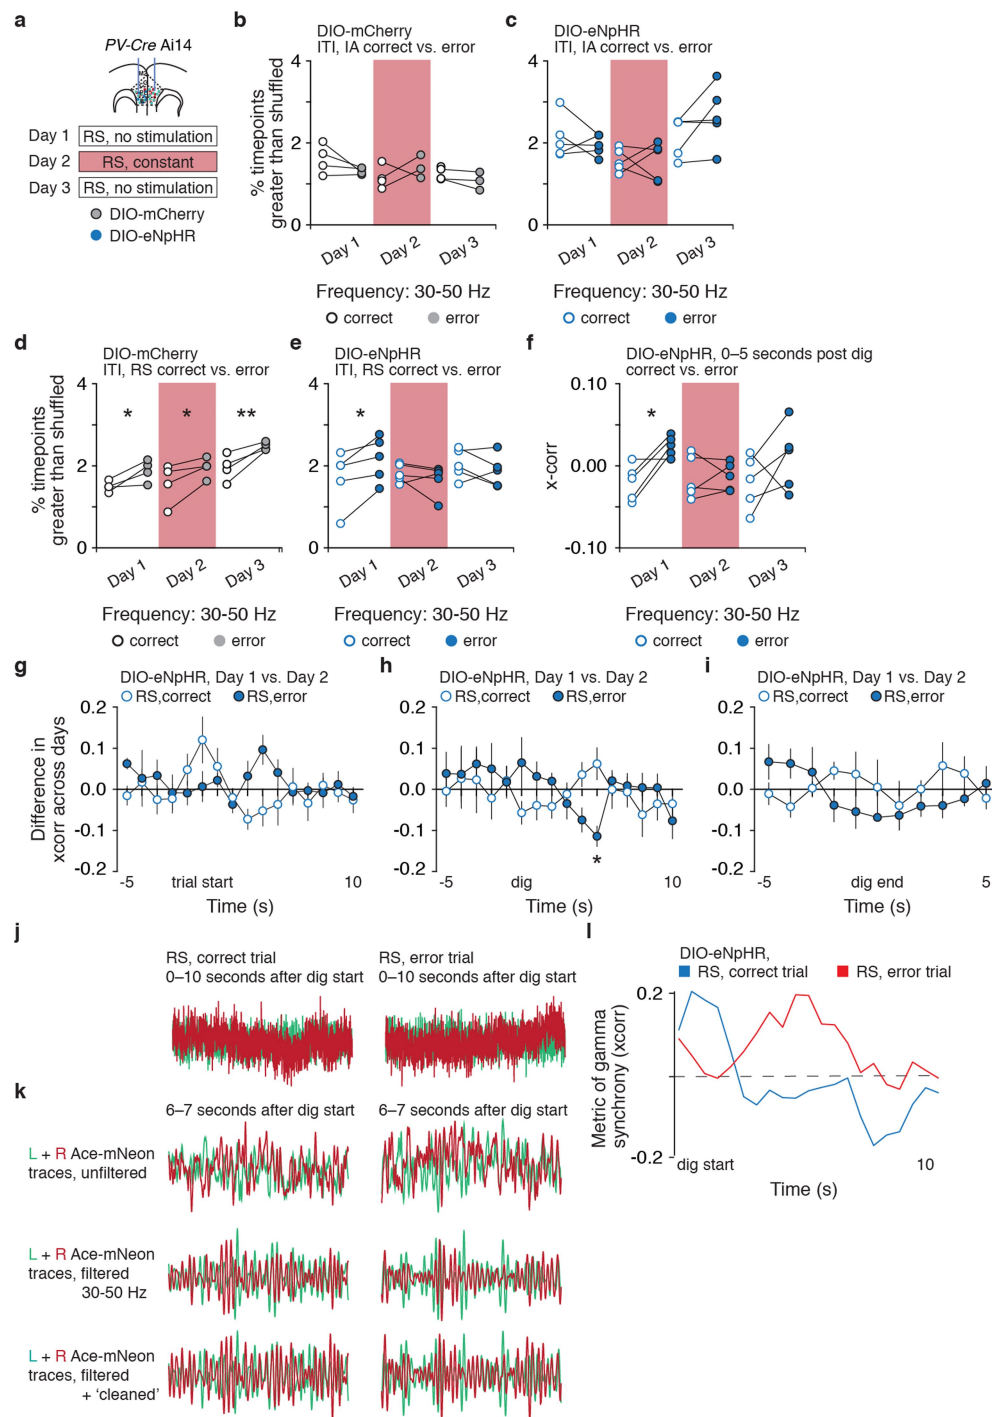 a
PV-Cre Ai14
Day 1 RS, no stimulation
Day 2 RS, constant
Day 3 RS, no stimulation
DIO-mCherry
DIO-eNpHR
b
DIO-mCherry
ITI, IA correct vs. error
% timepoints
greater than shuffled
4
2
0
Day 1 Day 2 Day 3
Frequency: 30-50 Hz
correct error
c
DIO-eNpHR
ITI, IA correct vs. error
4
2
0
Day 1 Day 2 Day 3
Frequency: 30-50 Hz
correct error
d
DIO-mCherry
ITI, RS correct vs. error
% timepoints
greater than shuffled
4
2
0
* * **
Day 1 Day 2 Day 3
Frequency: 30-50 Hz
correct error
e
DIO-eNpHR
ITI, RS correct vs. error
4
2
0
*
Day 1 Day 2 Day 3
Frequency: 30-50 Hz
correct error
f
DIO-eNpHR, 0–5 seconds post dig
correct vs. error
x-corr
0.10
0.00
-0.10
*
Day 1 Day 2 Day 3
Frequency: 30-50 Hz
correct error
g
DIO-eNpHR, Day 1 vs. Day 2
RS,correct RS,error
Difference in
xcorr across days
0.2
0.1
0.0
-0.1
-0.2
-5 trial start 10
Time (s)
h
DIO-eNpHR, Day 1 vs. Day 2
RS,correct RS,error
0.2
0.1
0.0
-0.1
-0.2
*
-5 dig 10
Time (s)
i
DIO-eNpHR, Day 1 vs. Day 2
RS,correct RS,error
0.2
0.1
0.0
-0.1
-0.2
-5 dig end 5
Time (s)
j
RS, correct trial
0–10 seconds after dig start
RS, error trial
0–10 seconds after dig start
k
6–7 seconds after dig start
6–7 seconds after dig start
L + R Ace-mNeon
traces, unfiltered
L + R Ace-mNeon
traces, filtered
30-50 Hz
L + R Ace-mNeon
traces, filtered
+ ‘cleaned’
l
DIO-eNpHR,
RS, correct trial RS, error trial
Metric of gamma
synchrony (xcorr)
0.2
-0.2
dig start 10
Time (s)